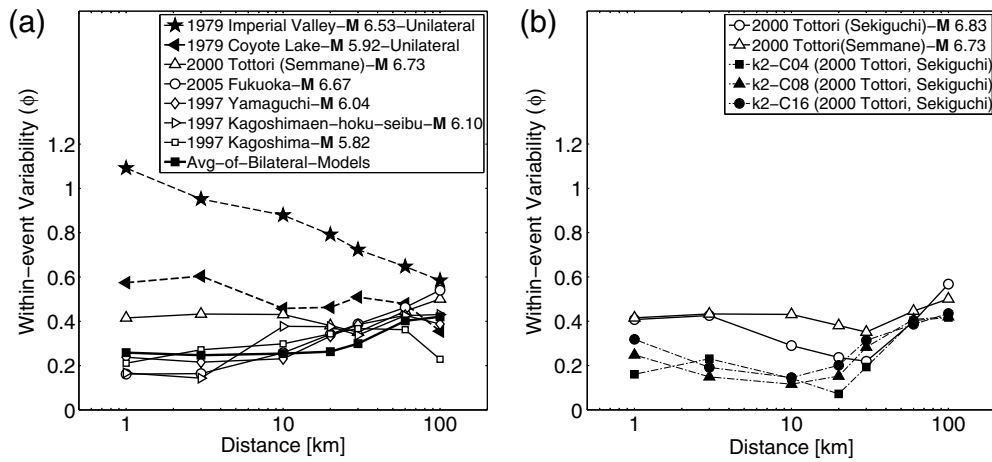 (a)
1979 Imperial Valley−M 6.53−Unilateral
1979 Coyote Lake−M 5.92−Unilateral
2000 Tottori (Semmane)−M 6.73
2005 Fukuoka−M 6.67
1997 Yamaguchi−M 6.04
1997 Kagoshimaen−hoku−seibu−M 6.10
1997 Kagoshima−M 5.82
Avg−of−Bilateral−Models
Within−event Variability (ϕ)
1.2
1
0.8
0.6
0.4
0.2
0
1
10
100
Distance [km]
(b)
2000 Tottori (Sekiguchi)−M 6.83
2000 Tottori(Semmane)−M 6.73
k2−C04 (2000 Tottori, Sekiguchi)
k2−C08 (2000 Tottori, Sekiguchi)
k2−C16 (2000 Tottori, Sekiguchi)
Within−event Variability (ϕ)
1.2
1
0.8
0.6
0.4
0.2
0
1
10
100
Distance [km]